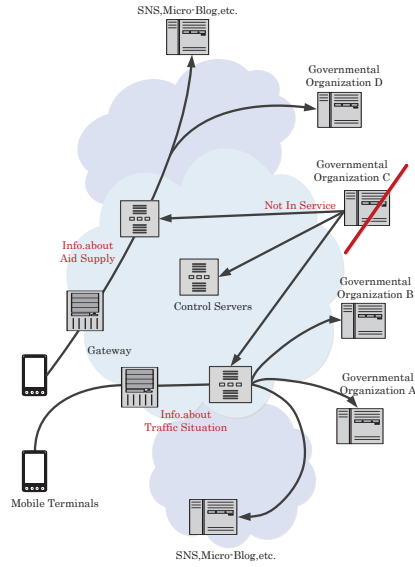 SNS,Micro-Blog,etc.
Governmental
Organization D
Governmental
Organization C
Not In Service
Info.about
Aid Supply
Control Servers
Governmental
Organization B
Gateway
Governmental
Organization A
Info.about
Traffic Situation
Mobile Terminals
SNS,Micro-Blog,etc.